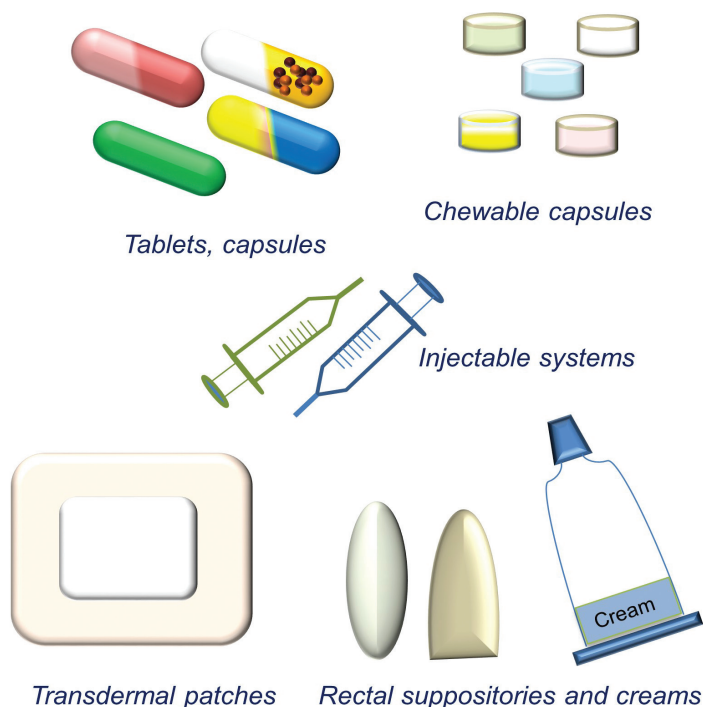 Tablets, capsules
Chewable capsules
Injectable systems
Cream
Transdermal patches
Rectal suppositories and creams